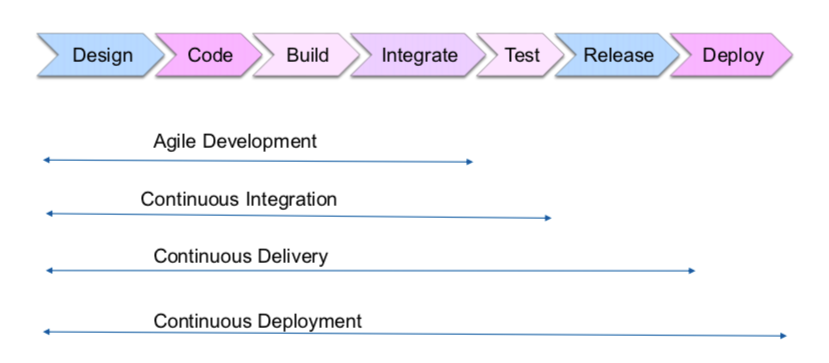 Design Code Build Integrate Test Release Deploy
Agile Development
Continuous Integration
Continuous Delivery
Continuous Deployment